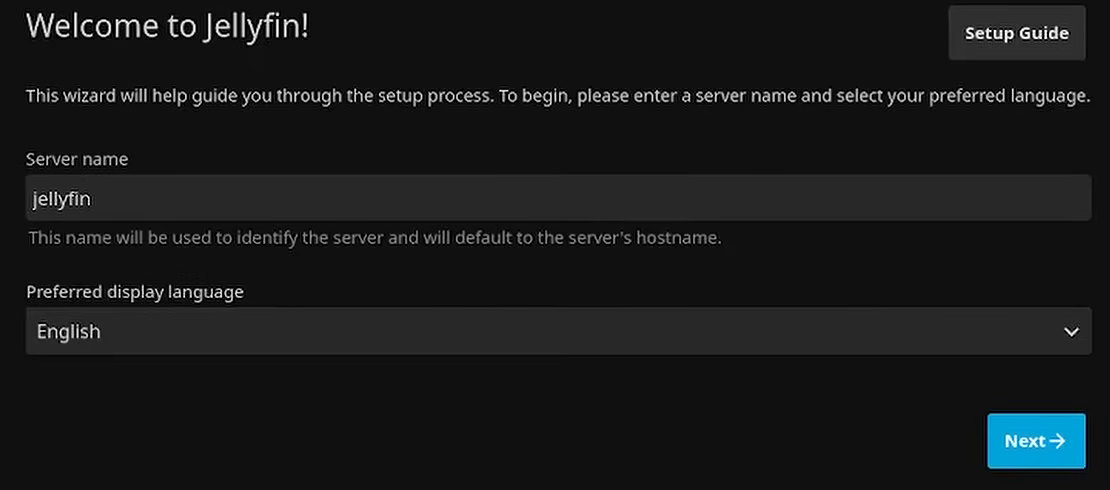 Welcome to Jellyfin!
Setup Guide
This wizard will help guide you through the setup process. To begin, please enter a server name and select your preferred language.
Server name
jellyfin
This name will be used to identify the server and will default to the server's hostname.
Preferred display language
English
Next